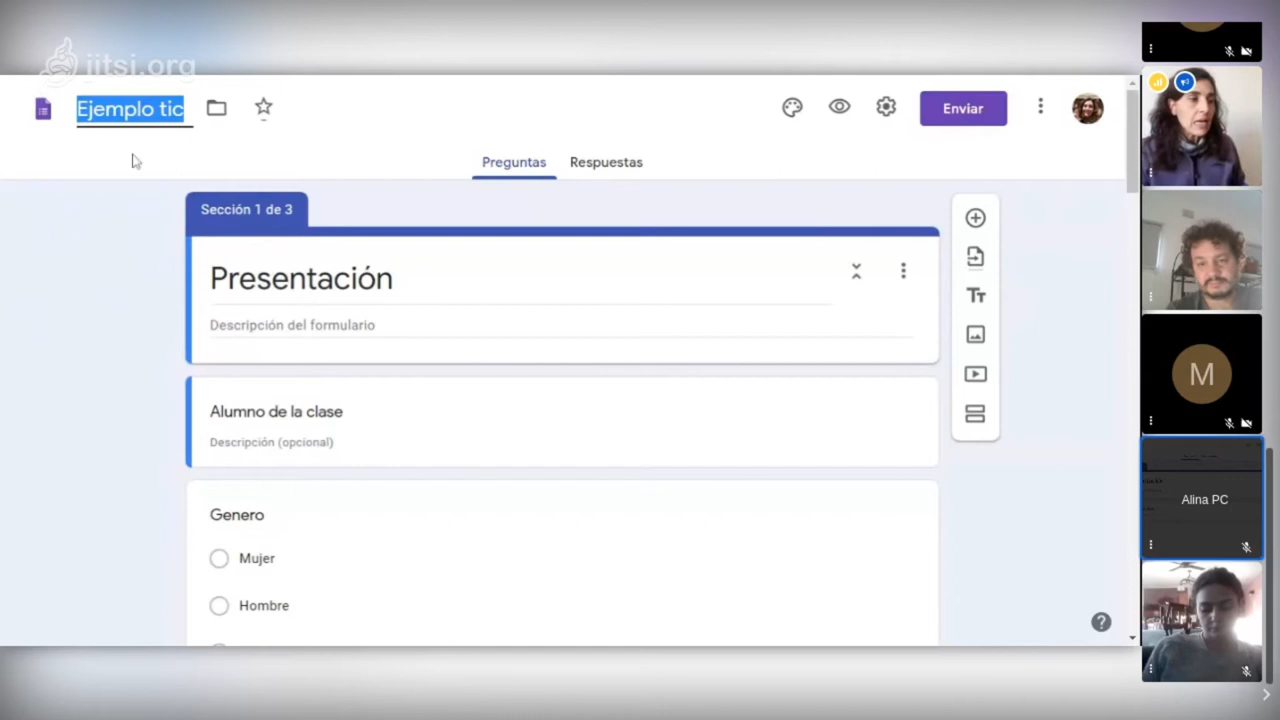 jitsi.org
Ejemplo tic
Enviar
Preguntas
Respuestas
Sección 1 de 3
Presentación
Descripción del formulario
Alumno de la clase
Descripción (opcional)
Genero
Mujer
Hombre
Tт
M
Alina PC
?